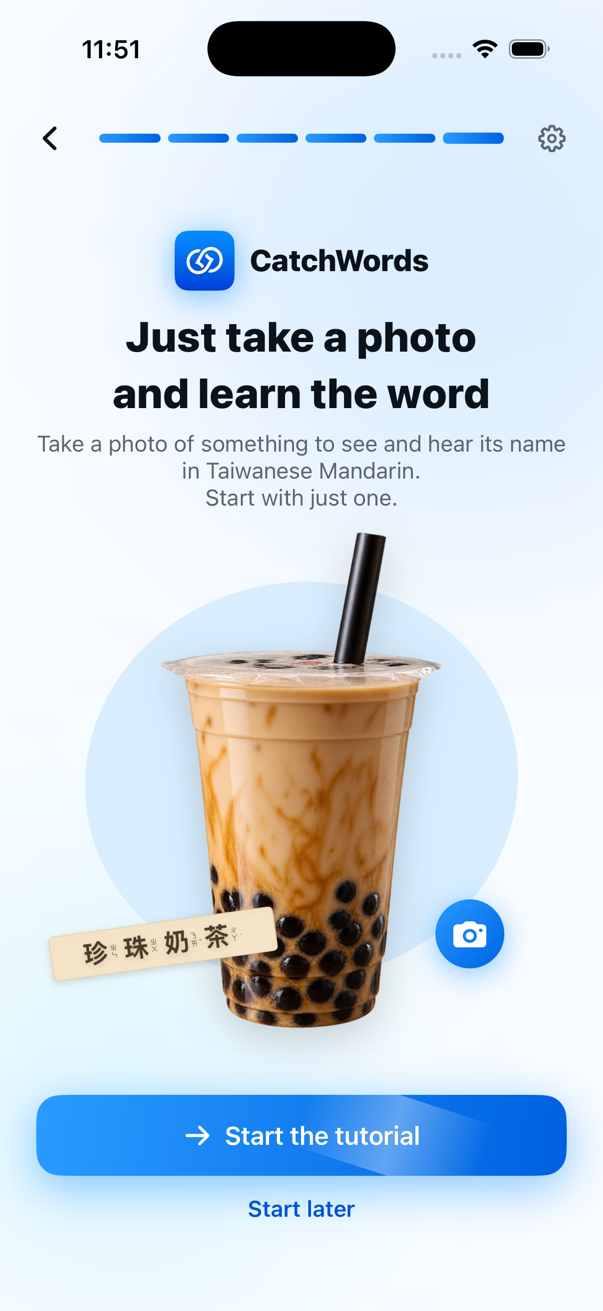 11:51
CatchWords
Just take a photo
and learn the word
Take a photo of something to see and hear its name
in Taiwanese Mandarin.
Start with just one.
珍珠奶茶
Start the tutorial
Start later